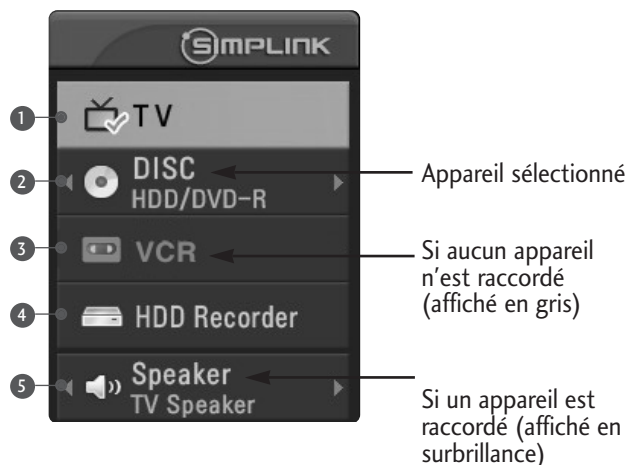 SIMPLINK
1 TV
2 DISC
HDD/DVD-R
Appareil sélectionné
3 VCR
Si aucun appareil
n'est raccordé
(affiché en gris)
4 HDD Recorder
5 Speaker
TV Speaker
Si un appareil est
raccordé (affiché en
surbrillance)